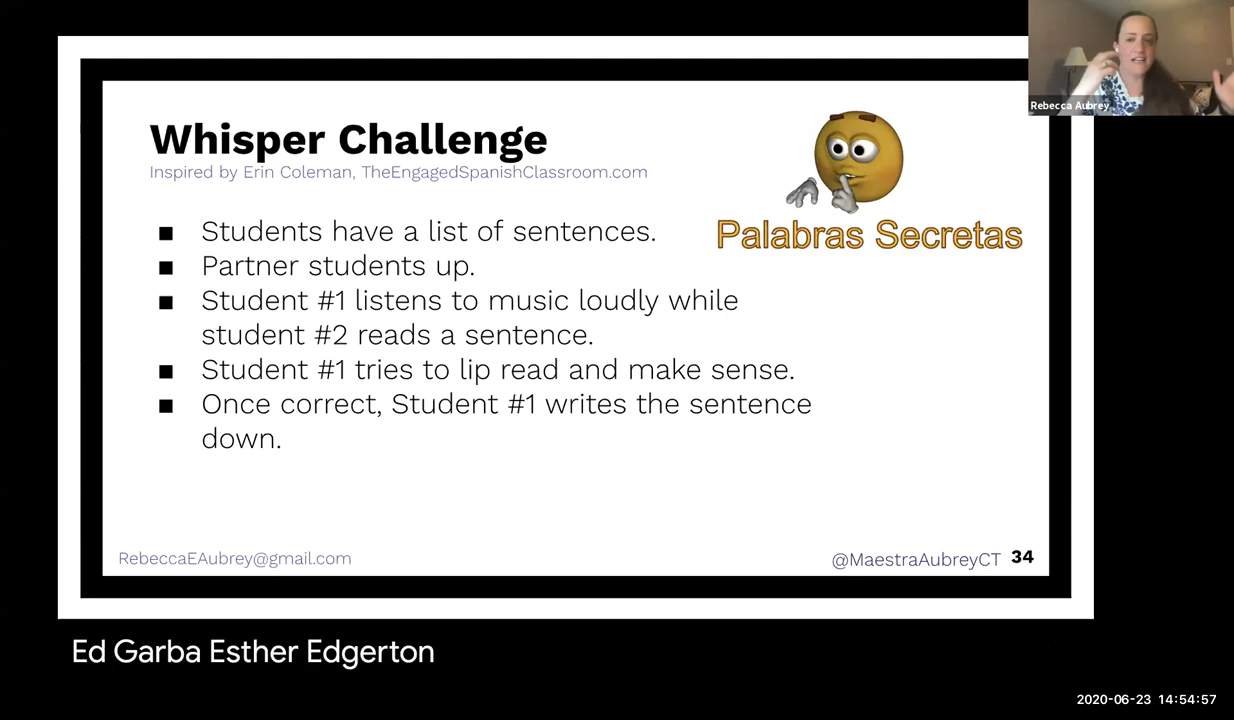 Rebecca Aubrey
Whisper Challenge
Inspired by Erin Coleman, TheEngagedSpanishClassroom.com
Palabras Secretas
■ Students have a list of sentences.
■ Partner students up.
■ Student #1 listens to music loudly while
student #2 reads a sentence.
■ Student #1 tries to lip read and make sense.
■ Once correct, Student #1 writes the sentence
down.
RebeccaEAubrey@gmail.com
@MaestraAubreyCT 34
Ed Garba Esther Edgerton
2020-06-23 14:54:57